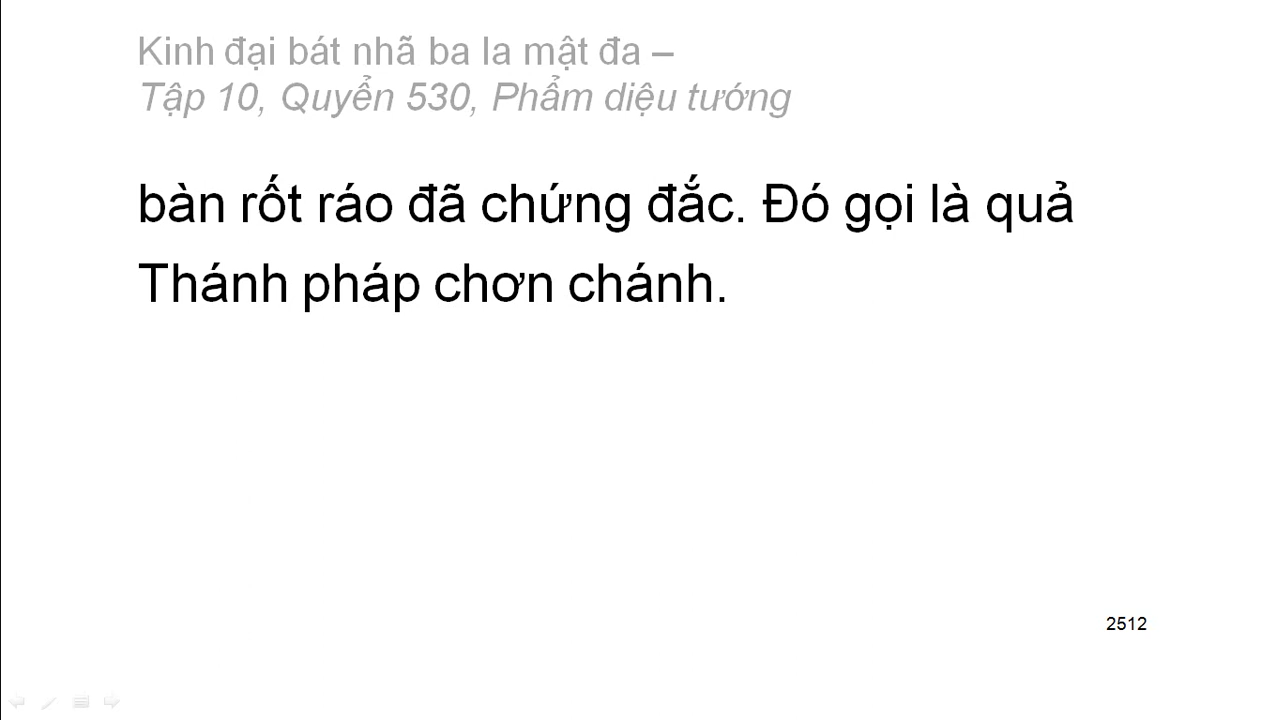 Kinh đại bát nhã ba la mật đa –
Tập 10, Quyển 530, Phẩm diệu tướng
bàn rốt ráo đã chứng đắc. Đó gọi là quả
Thánh pháp chơn chánh.
2512